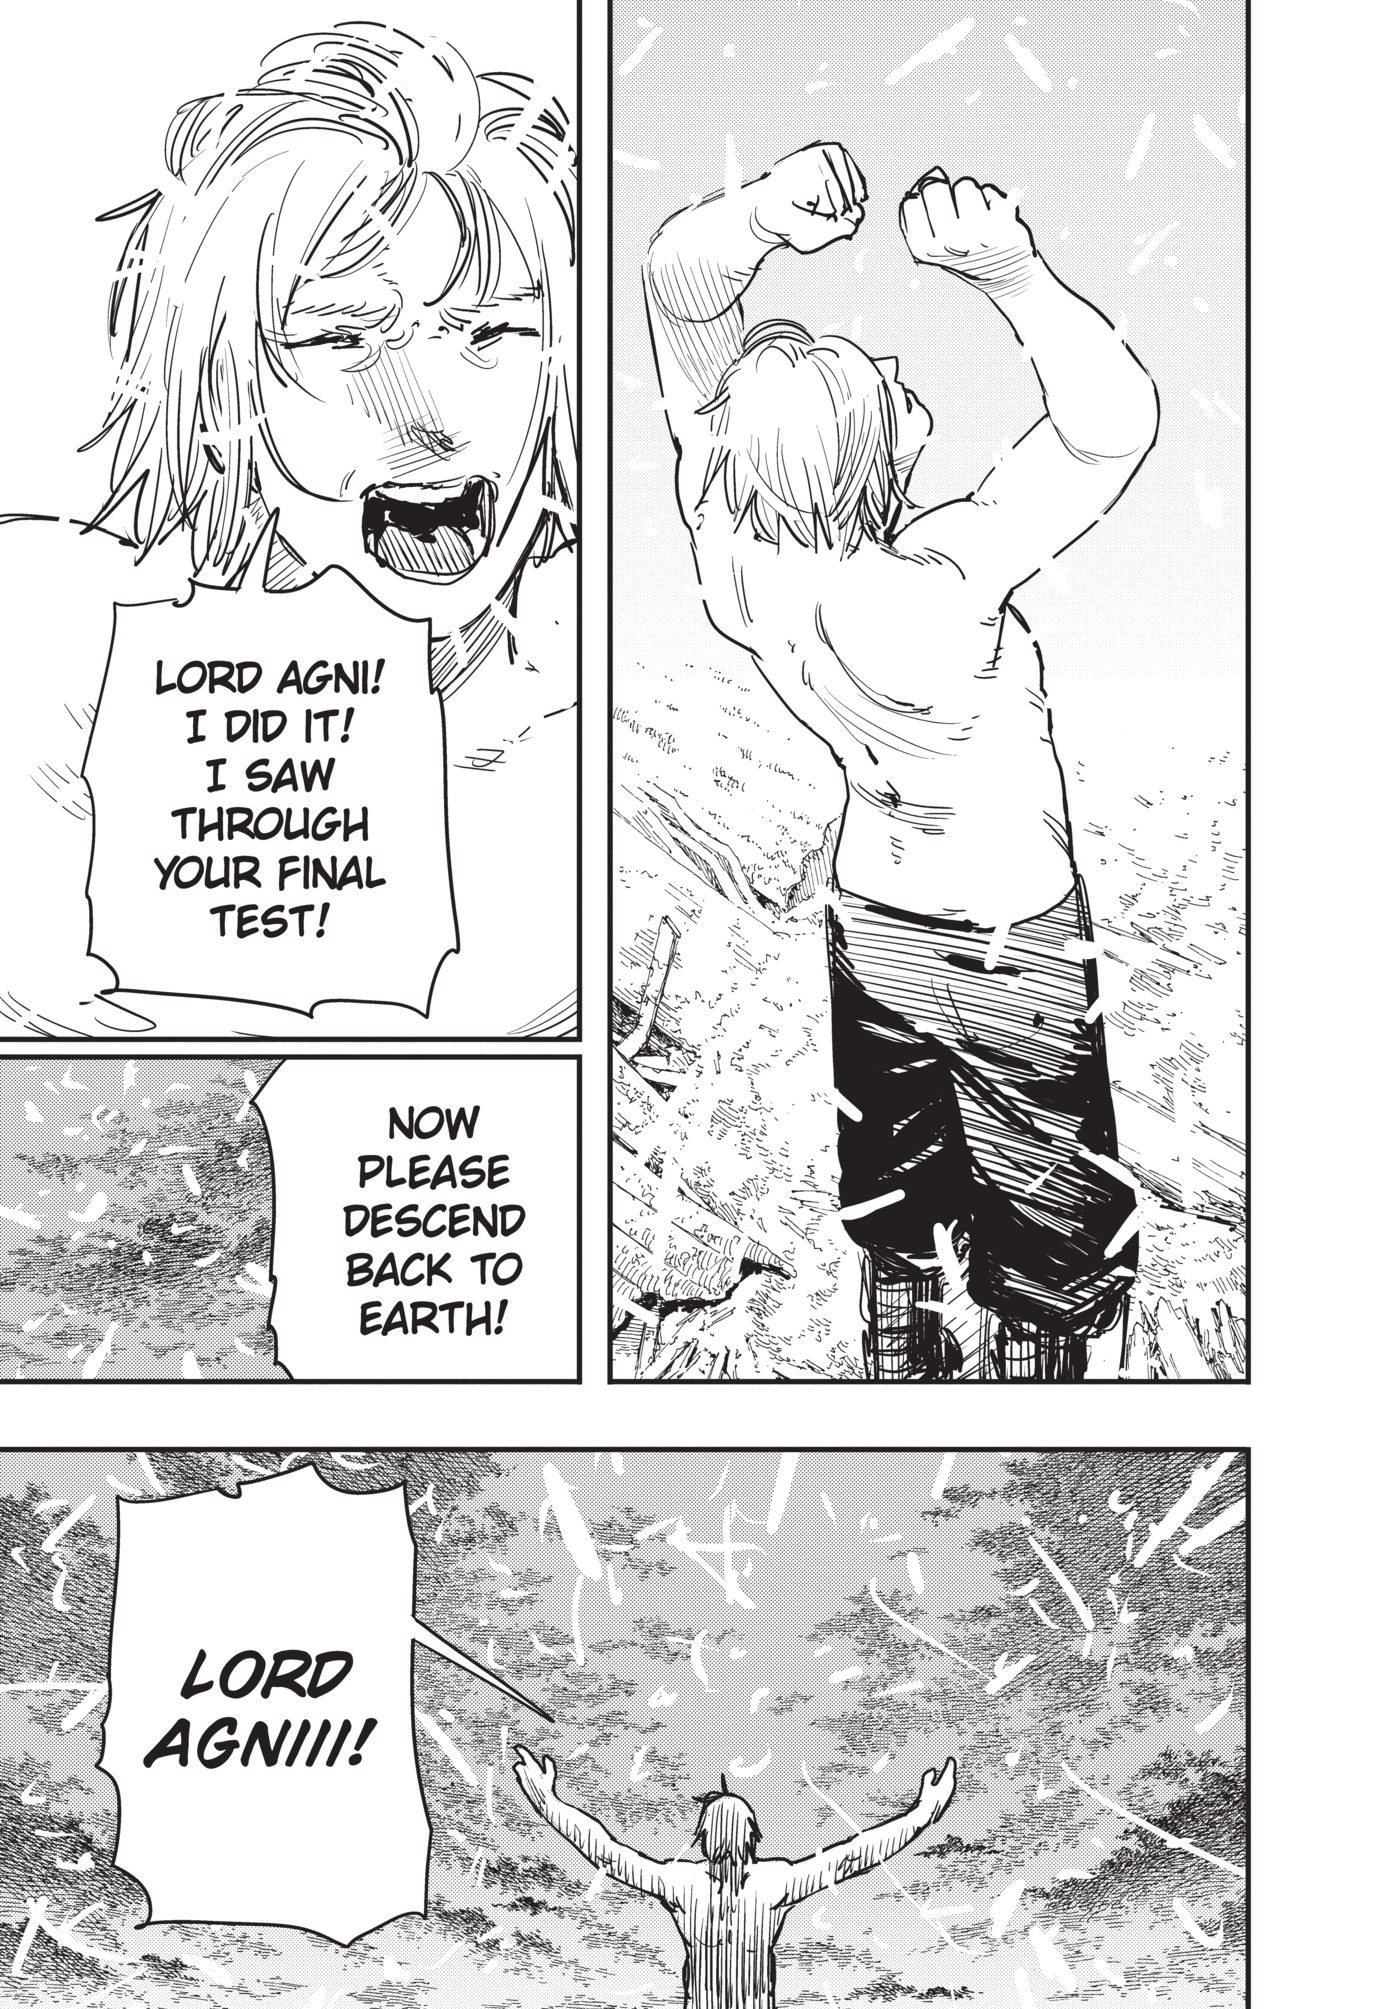 LORD AGNI!
I DID IT!
I SAW
THROUGH
YOUR FINAL
TEST!
NOW
PLEASE
DESCEND
BACK TO
EARTH!
LORD
AGNIII!